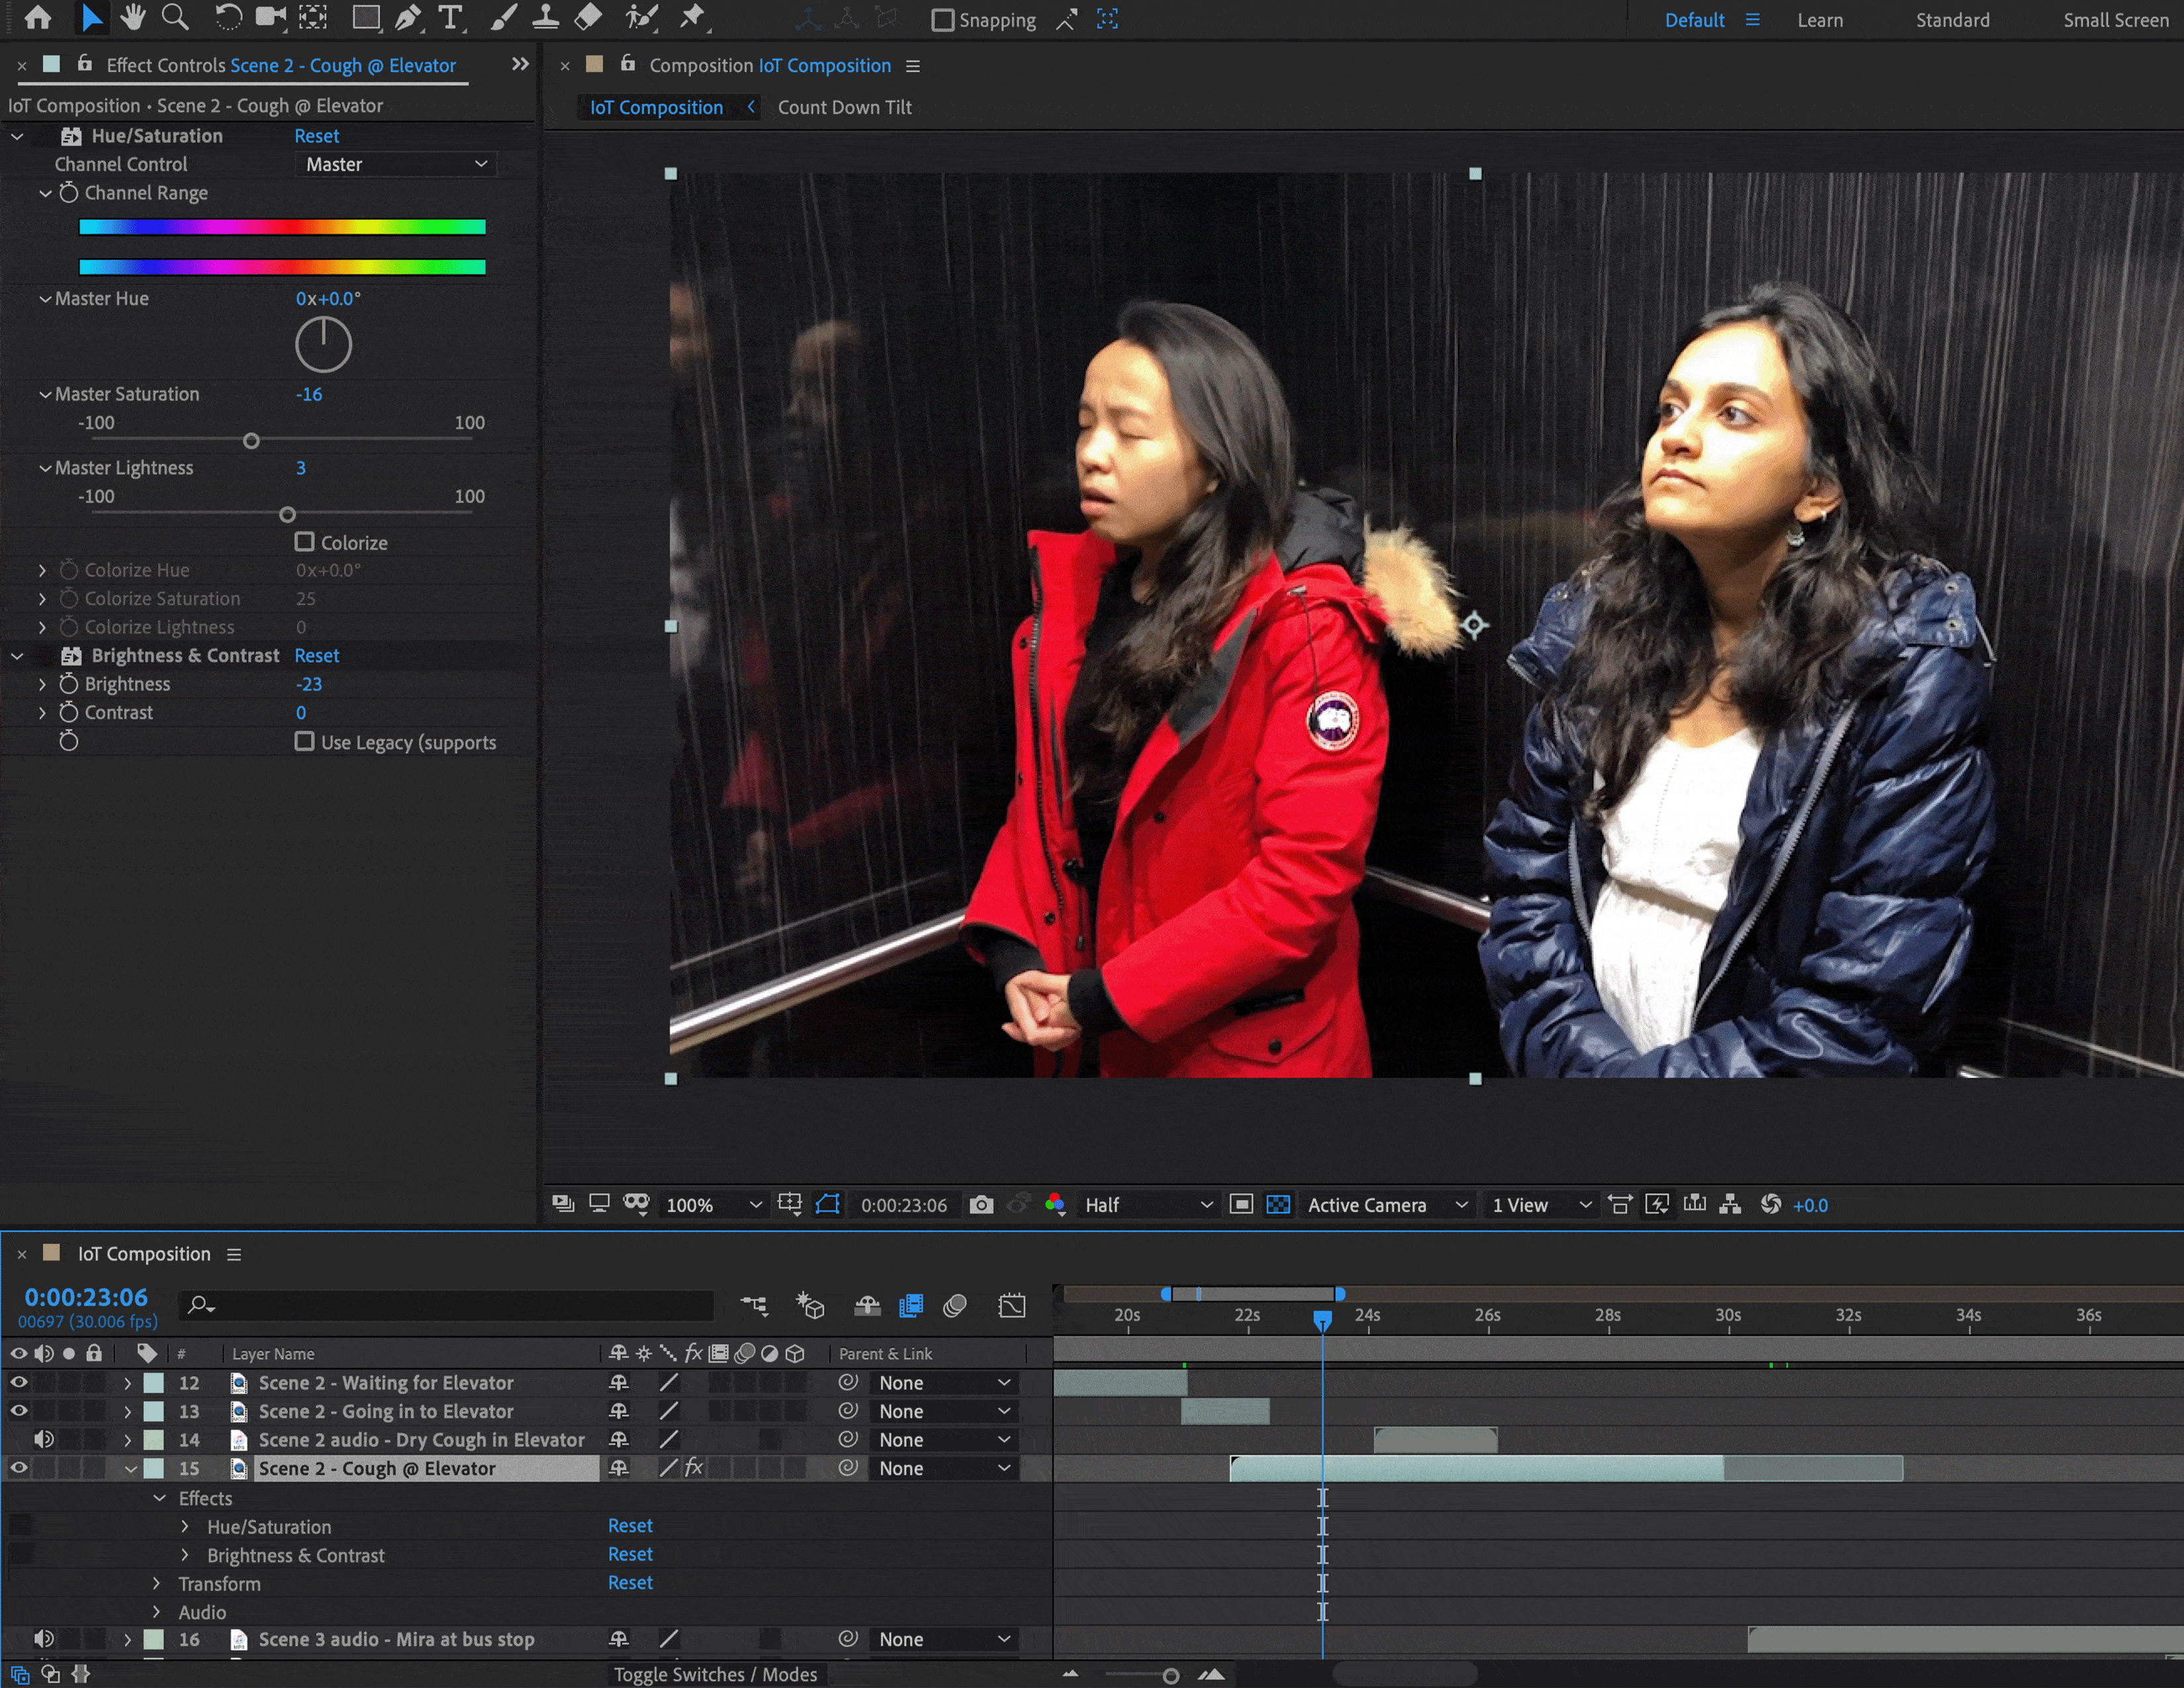 Snapping
Default
Learn
Standard
Small Screen
Effect Controls Scene 2 - Cough @ Elevator
Composition IoT Composition
IoT Composition • Scene 2 - Cough @ Elevator
IoT Composition
Count Down Tilt
Hue/Saturation Reset
Channel Control Master
Channel Range
Master Hue 0x+0.0°
Master Saturation -16
-100 100
Master Lightness 3
-100 100
Colorize
Colorize Hue 0x+0.0°
Colorize Saturation 25
Colorize Lightness 0
Brightness & Contrast Reset
Brightness -23
Contrast 0
Use Legacy (supports
100% 0:00:23:06 Half Active Camera 1 View +0.0
IoT Composition
0:00:23:06
00697 (30.006 fps)
20s 22s 24s 26s 28s 30s 32s 34s 36s
# Layer Name fx Parent & Link
12 Scene 2 - Waiting for Elevator None
13 Scene 2 - Going in to Elevator None
14 Scene 2 audio - Dry Cough in Elevator None
15 Scene 2 - Cough @ Elevator fx None
Effects
Hue/Saturation Reset
Brightness & Contrast Reset
Transform Reset
Audio
16 Scene 3 audio - Mira at bus stop None
Toggle Switches / Modes